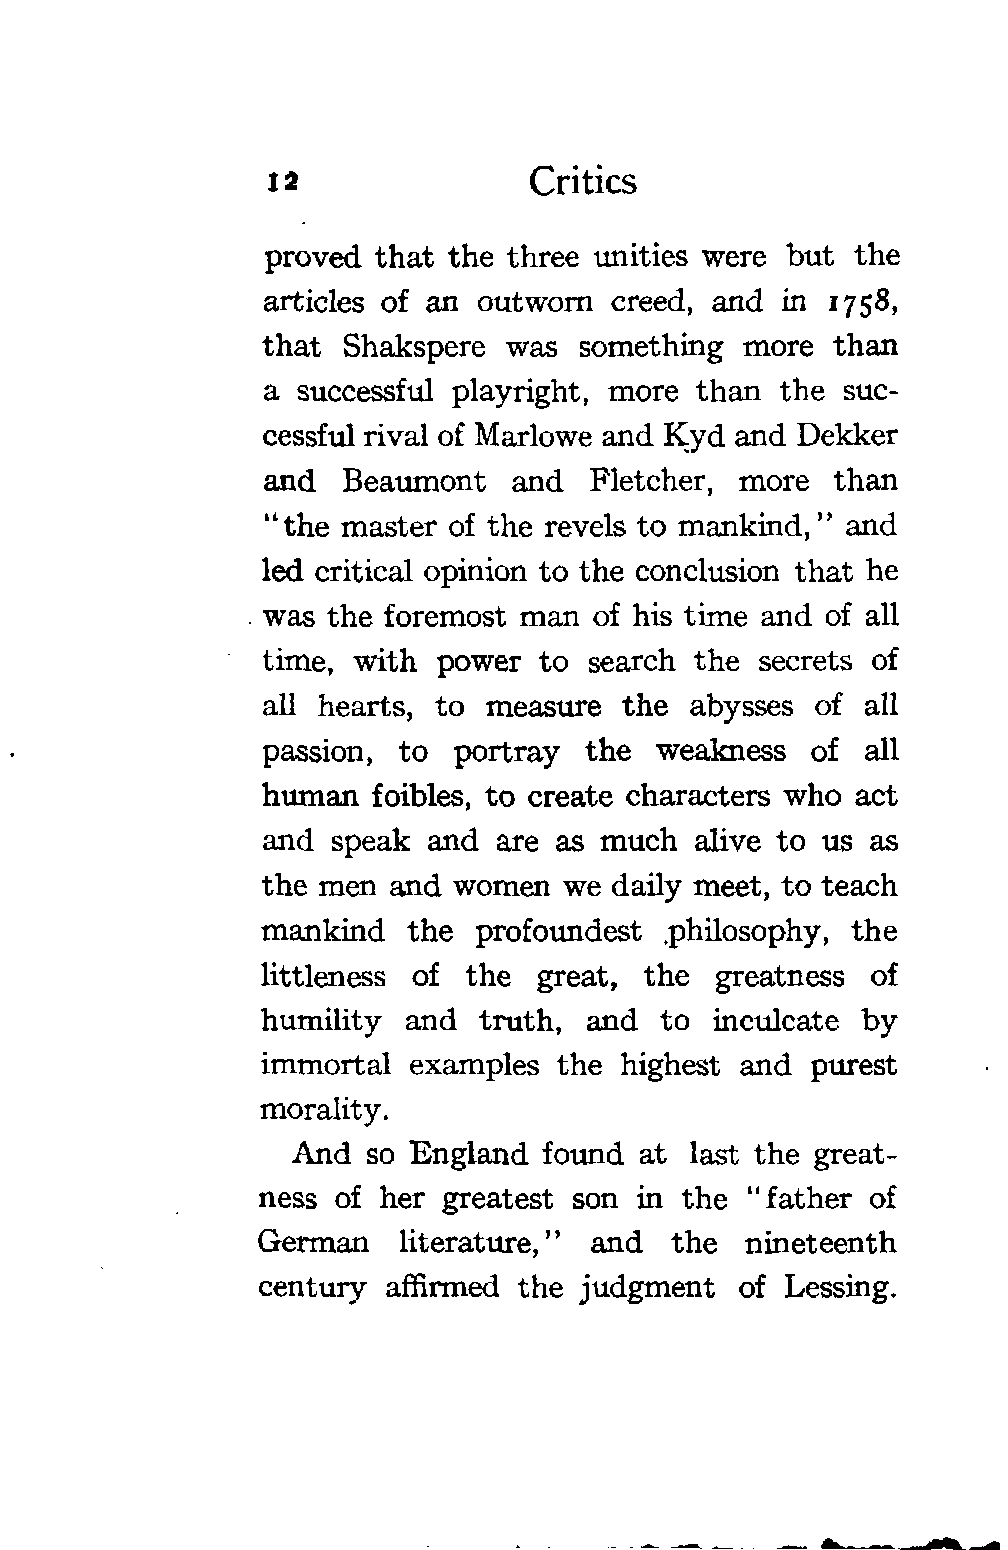 12 Critics
proved that the three unities were but the
articles of an outworn creed, and in 1758,
that Shakspere was something more than
a successful playright, more than the suc-
cessful rival of Marlowe and Kyd and Dekker
and Beaumont and Fletcher, more than
"the master of the revels to mankind," and
led critical opinion to the conclusion that he
was the foremost man of his time and of all
time, with power to search the secrets of
all hearts, to measure the abysses of all
passion, to portray the weakness of all
human foibles, to create characters who act
and speak and are as much alive to us as
the men and women we daily meet, to teach
mankind the profoundest philosophy, the
littleness of the great, the greatness of
humility and truth, and to inculcate by
immortal examples the highest and purest
morality.
And so England found at last the great-
ness of her greatest son in the "father of
German literature," and the nineteenth
century affirmed the judgment of Lessing.